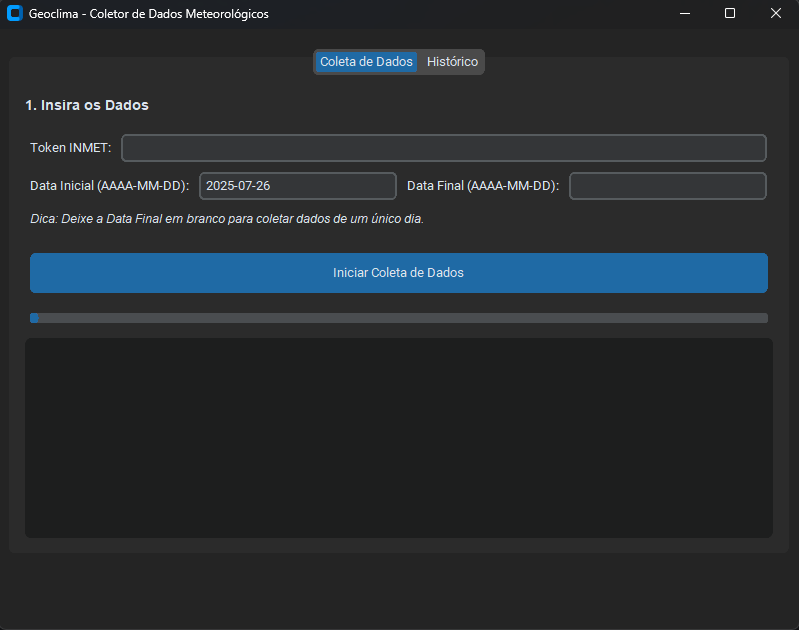 Geoclima - Coletor de Dados Meteorológicos
Coleta de Dados Histórico
1. Insira os Dados
Token INMET:
Data Inicial (AAAA-MM-DD): 2025-07-26 Data Final (AAAA-MM-DD):
Dica: Deixe a Data Final em branco para coletar dados de um único dia.
Iniciar Coleta de Dados